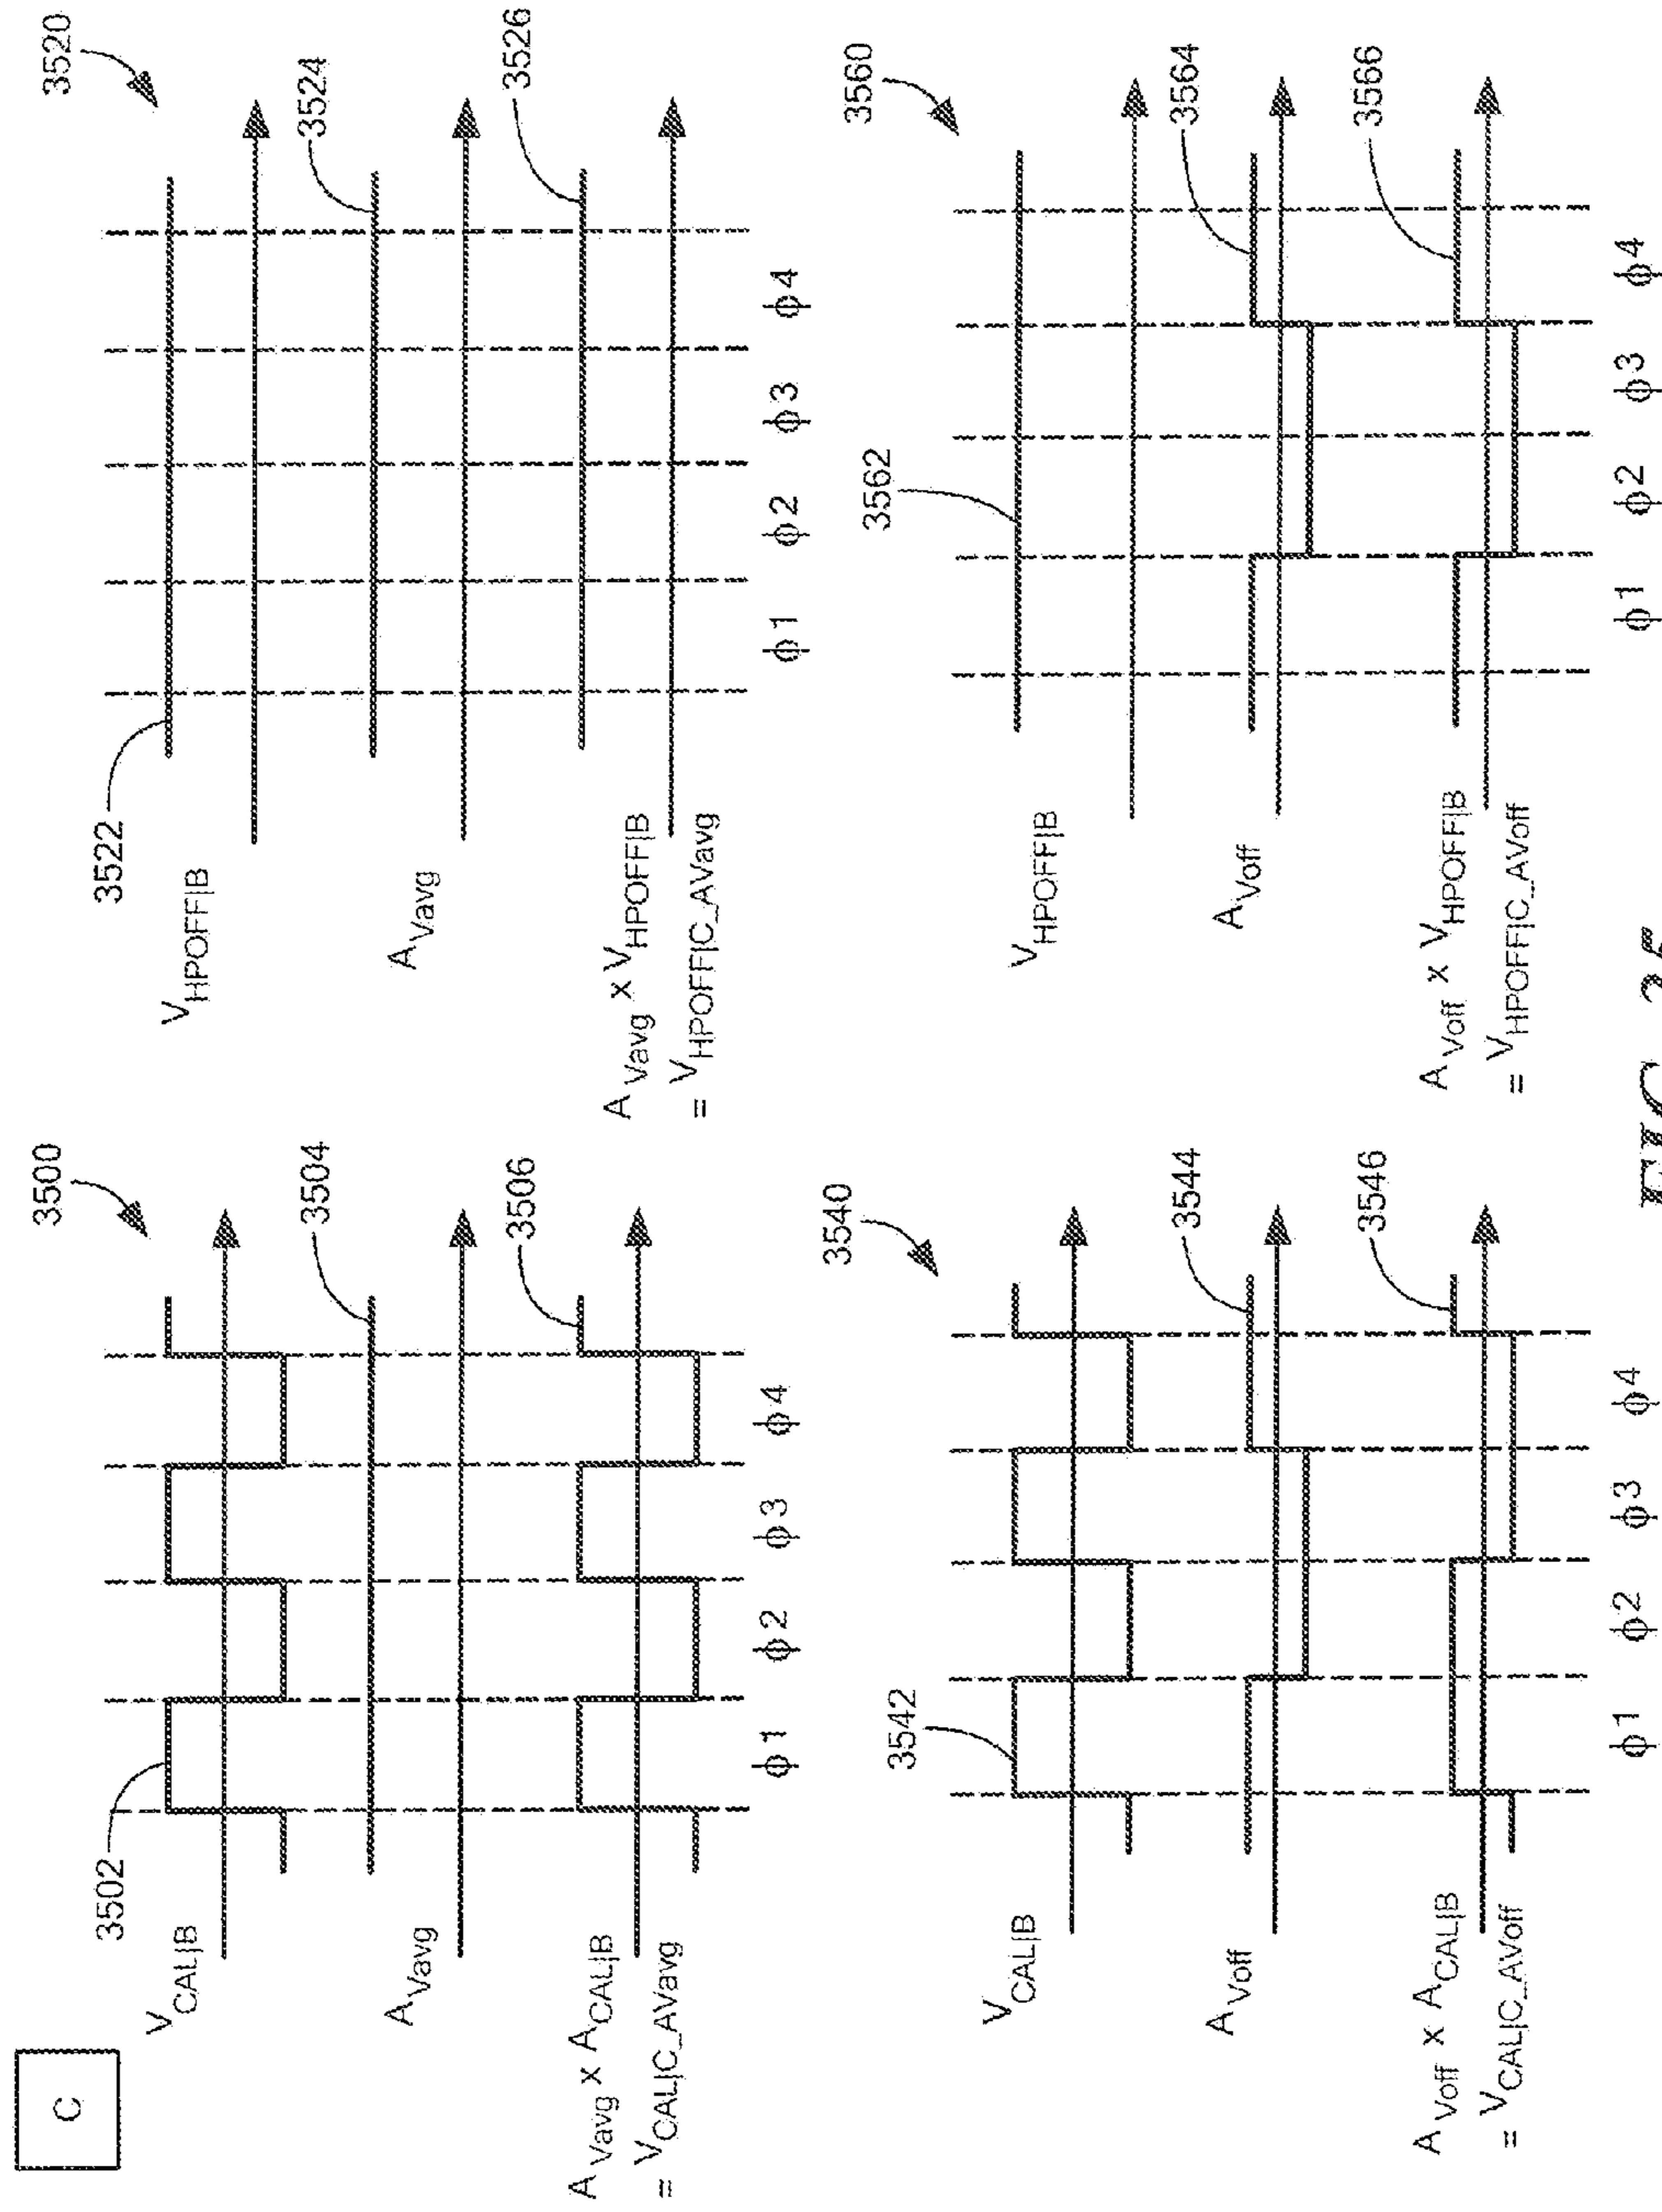 C
3500
3502
V_CAL|B
A_Vavg
3504
A_Vavg x A_CAL|B
= V_CAL|C_AVavg
3506
ϕ1 ϕ2 ϕ3 ϕ4
3520
3522
V_HPOFF|B
A_Vavg
3524
A_Vavg x V_HPOFF|B
= V_HPOFF|C_AVavg
3526
ϕ1 ϕ2 ϕ3 ϕ4
3540
3542
V_CAL|B
A_Voff
3544
A_Voff x A_CAL|B
= V_CAL|C_AVoff
3546
ϕ1 ϕ2 ϕ3 ϕ4
3560
3562
V_HPOFF|B
A_Voff
3564
A_Voff x V_HPOFF|B
= V_HPOFF|C_AVoff
3566
ϕ1 ϕ2 ϕ3 ϕ4